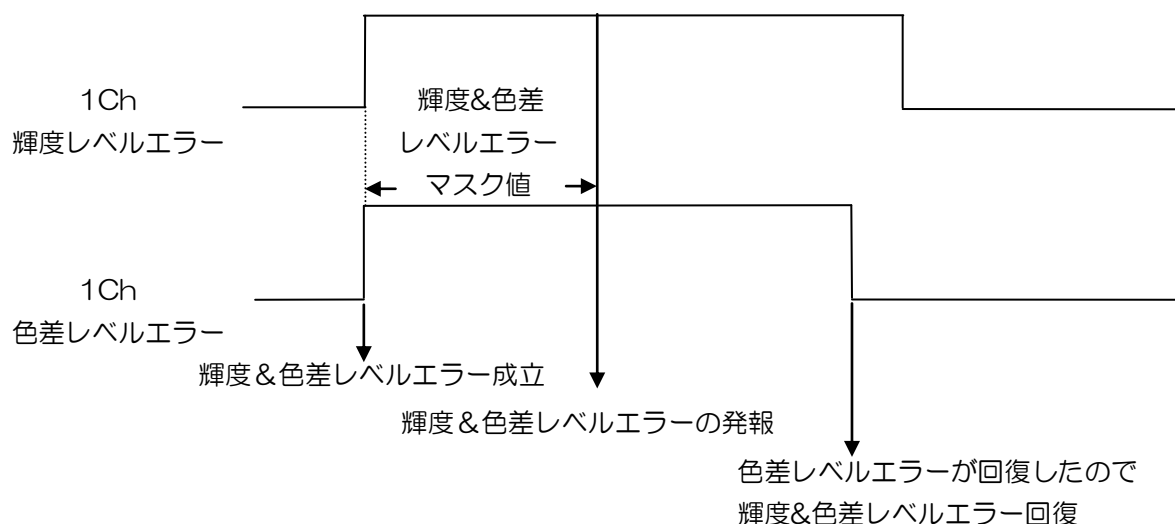 1Ch
輝度レベルエラー
輝度&色差
レベルエラー
マスク値
1Ch
色差レベルエラー
輝度＆色差レベルエラー成立
輝度＆色差レベルエラーの発報
色差レベルエラーが回復したので
輝度&色差レベルエラー回復